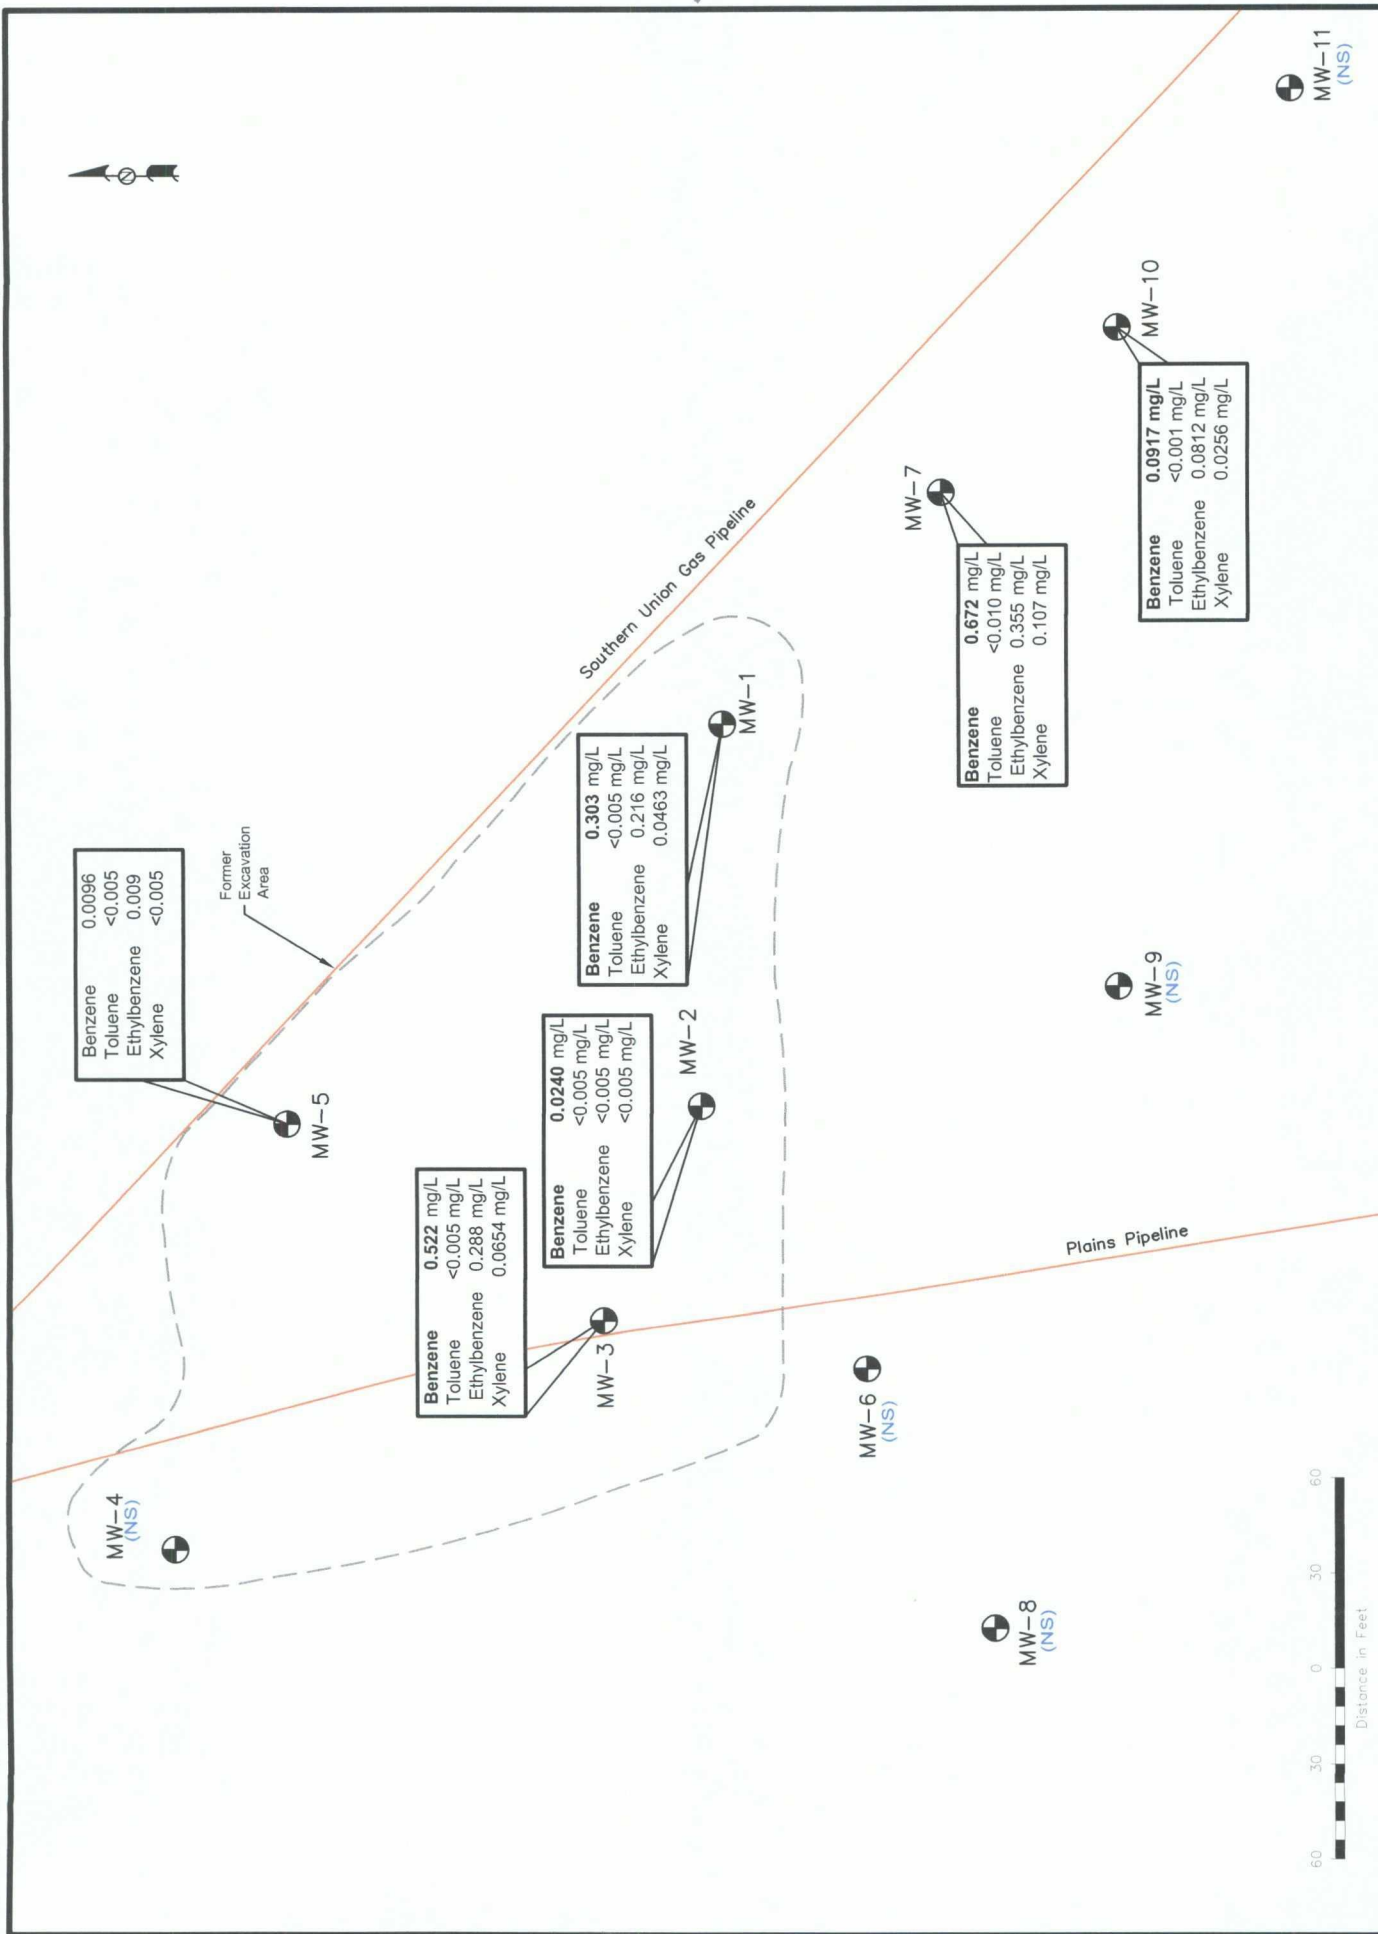 N
MW-4
(NS)
Benzene 0.0096
Toluene <0.005
Ethylbenzene 0.009
Xylene <0.005
MW-5
Former
Excavation
Area
Southern Union Gas Pipeline
Benzene 0.522 mg/L
Toluene <0.005 mg/L
Ethylbenzene 0.288 mg/L
Xylene 0.0654 mg/L
MW-3
Benzene 0.0240 mg/L
Toluene <0.005 mg/L
Ethylbenzene <0.005 mg/L
Xylene <0.005 mg/L
MW-2
Benzene 0.303 mg/L
Toluene <0.005 mg/L
Ethylbenzene 0.216 mg/L
Xylene 0.0463 mg/L
MW-1
MW-6
(NS)
MW-7
Benzene 0.672 mg/L
Toluene <0.010 mg/L
Ethylbenzene 0.355 mg/L
Xylene 0.107 mg/L
MW-8
(NS)
Plains Pipeline
MW-9
(NS)
MW-10
Benzene 0.0917 mg/L
Toluene <0.001 mg/L
Ethylbenzene 0.0812 mg/L
Xylene 0.0256 mg/L
MW-11
(NS)
60 30 0 30 60
Distance in Feet